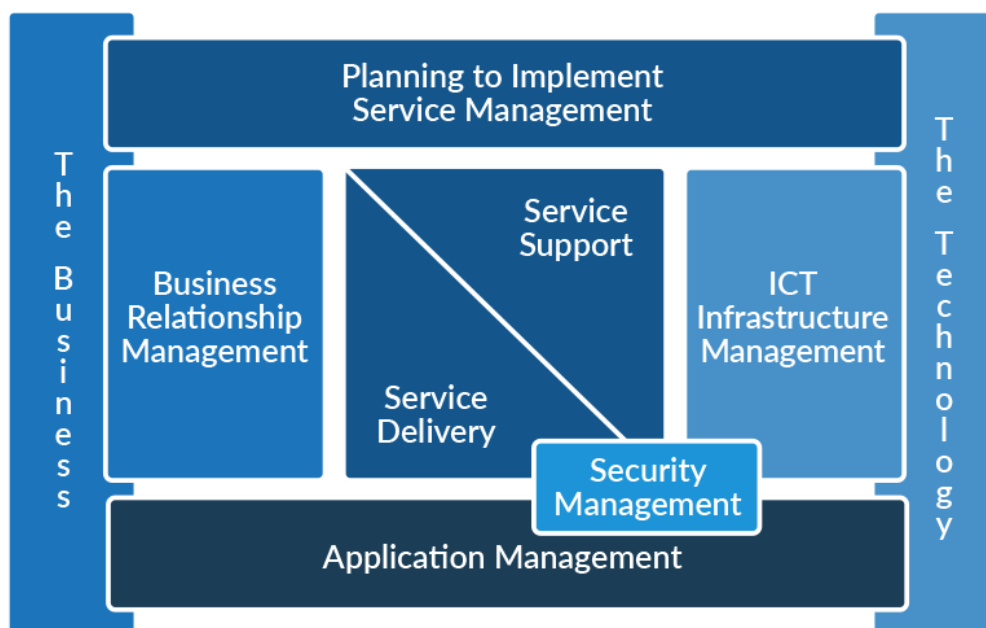 The Business
Planning to Implement
Service Management
The Technology
Business
Relationship
Management
Service
Support
Service
Delivery
ICT
Infrastructure
Management
Security
Management
Application Management